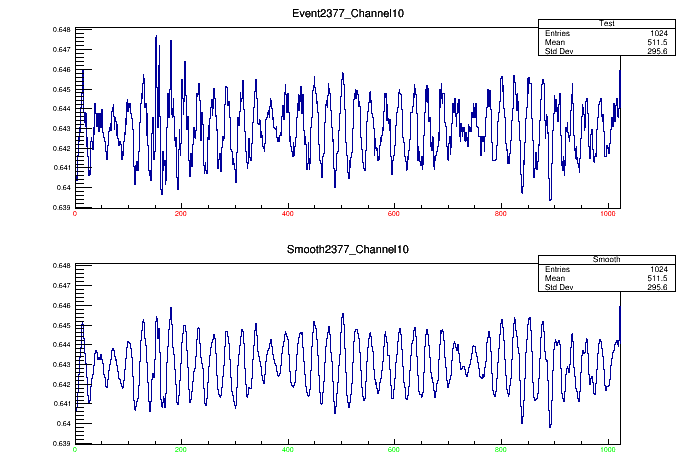 Event2377_Channel10
Test
Entries 1024
Mean 511.5
Std Dev 295.6
0.648
0.647
0.646
0.645
0.644
0.643
0.642
0.641
0.64
0.639
0 200 400 600 800 1000
Smooth2377_Channel10
Smooth
Entries 1024
Mean 511.5
Std Dev 295.6
0.648
0.647
0.646
0.645
0.644
0.643
0.642
0.641
0.64
0.639
0 200 400 600 800 1000